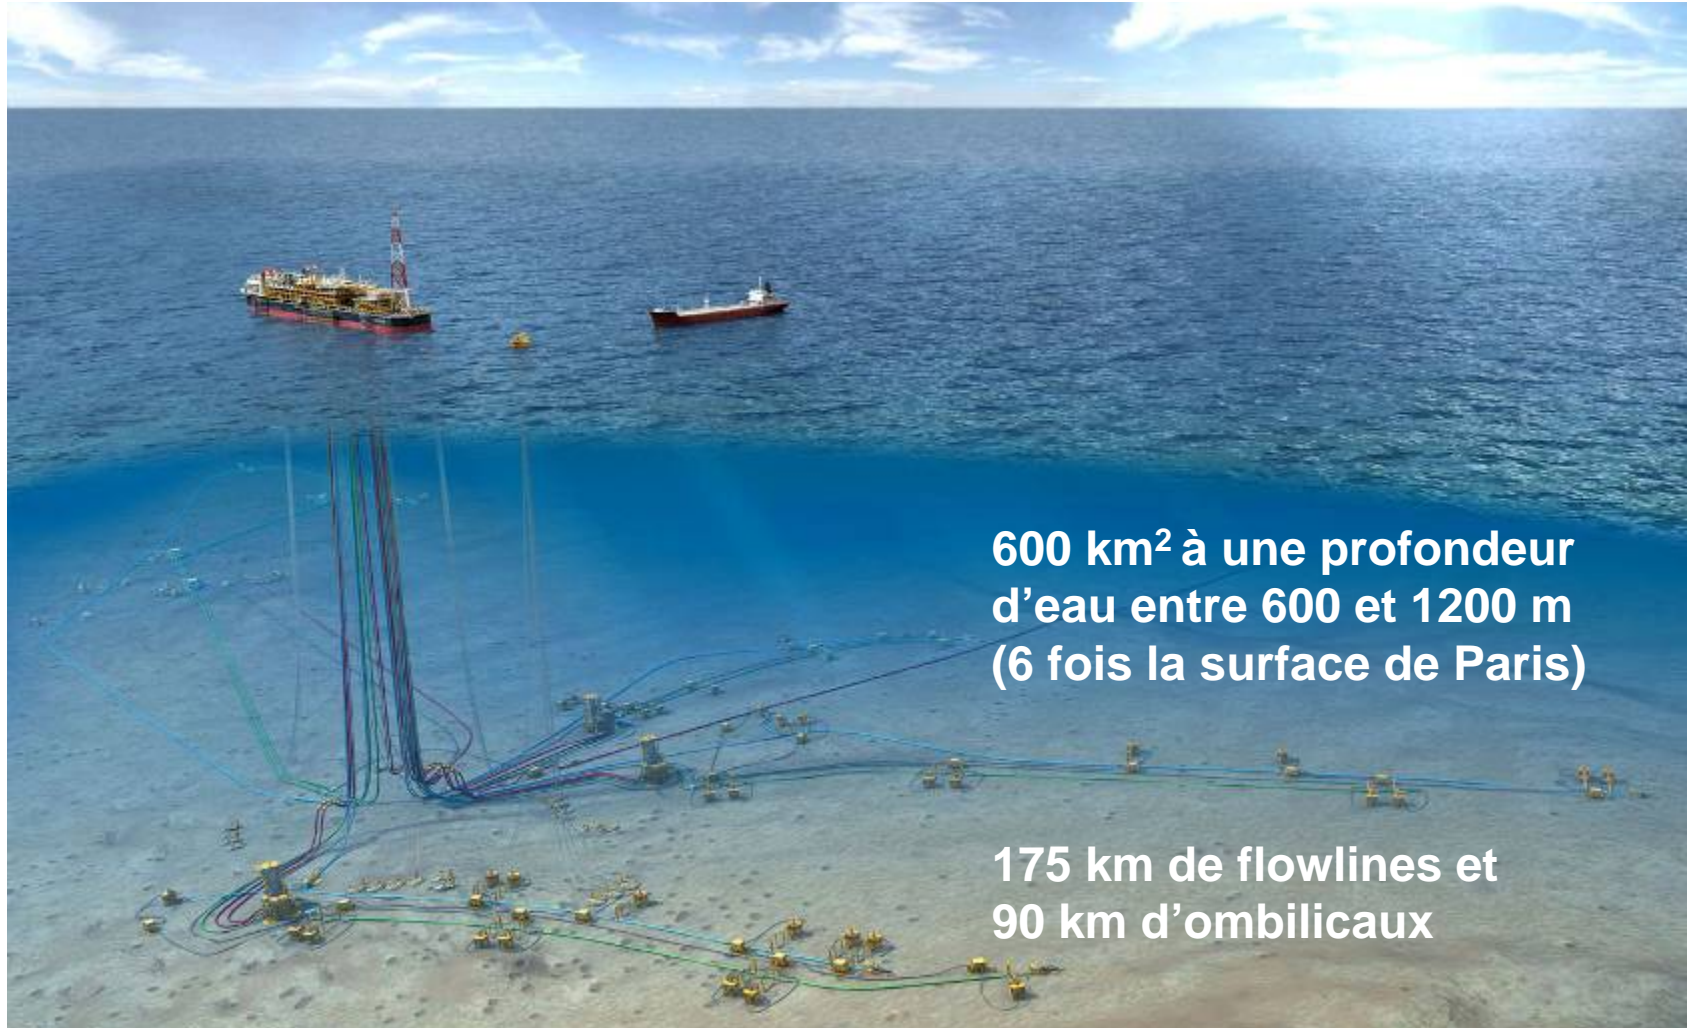 600 km² à une profondeur
d’eau entre 600 et 1200 m
(6 fois la surface de Paris)
175 km de flowlines et
90 km d’ombilicaux